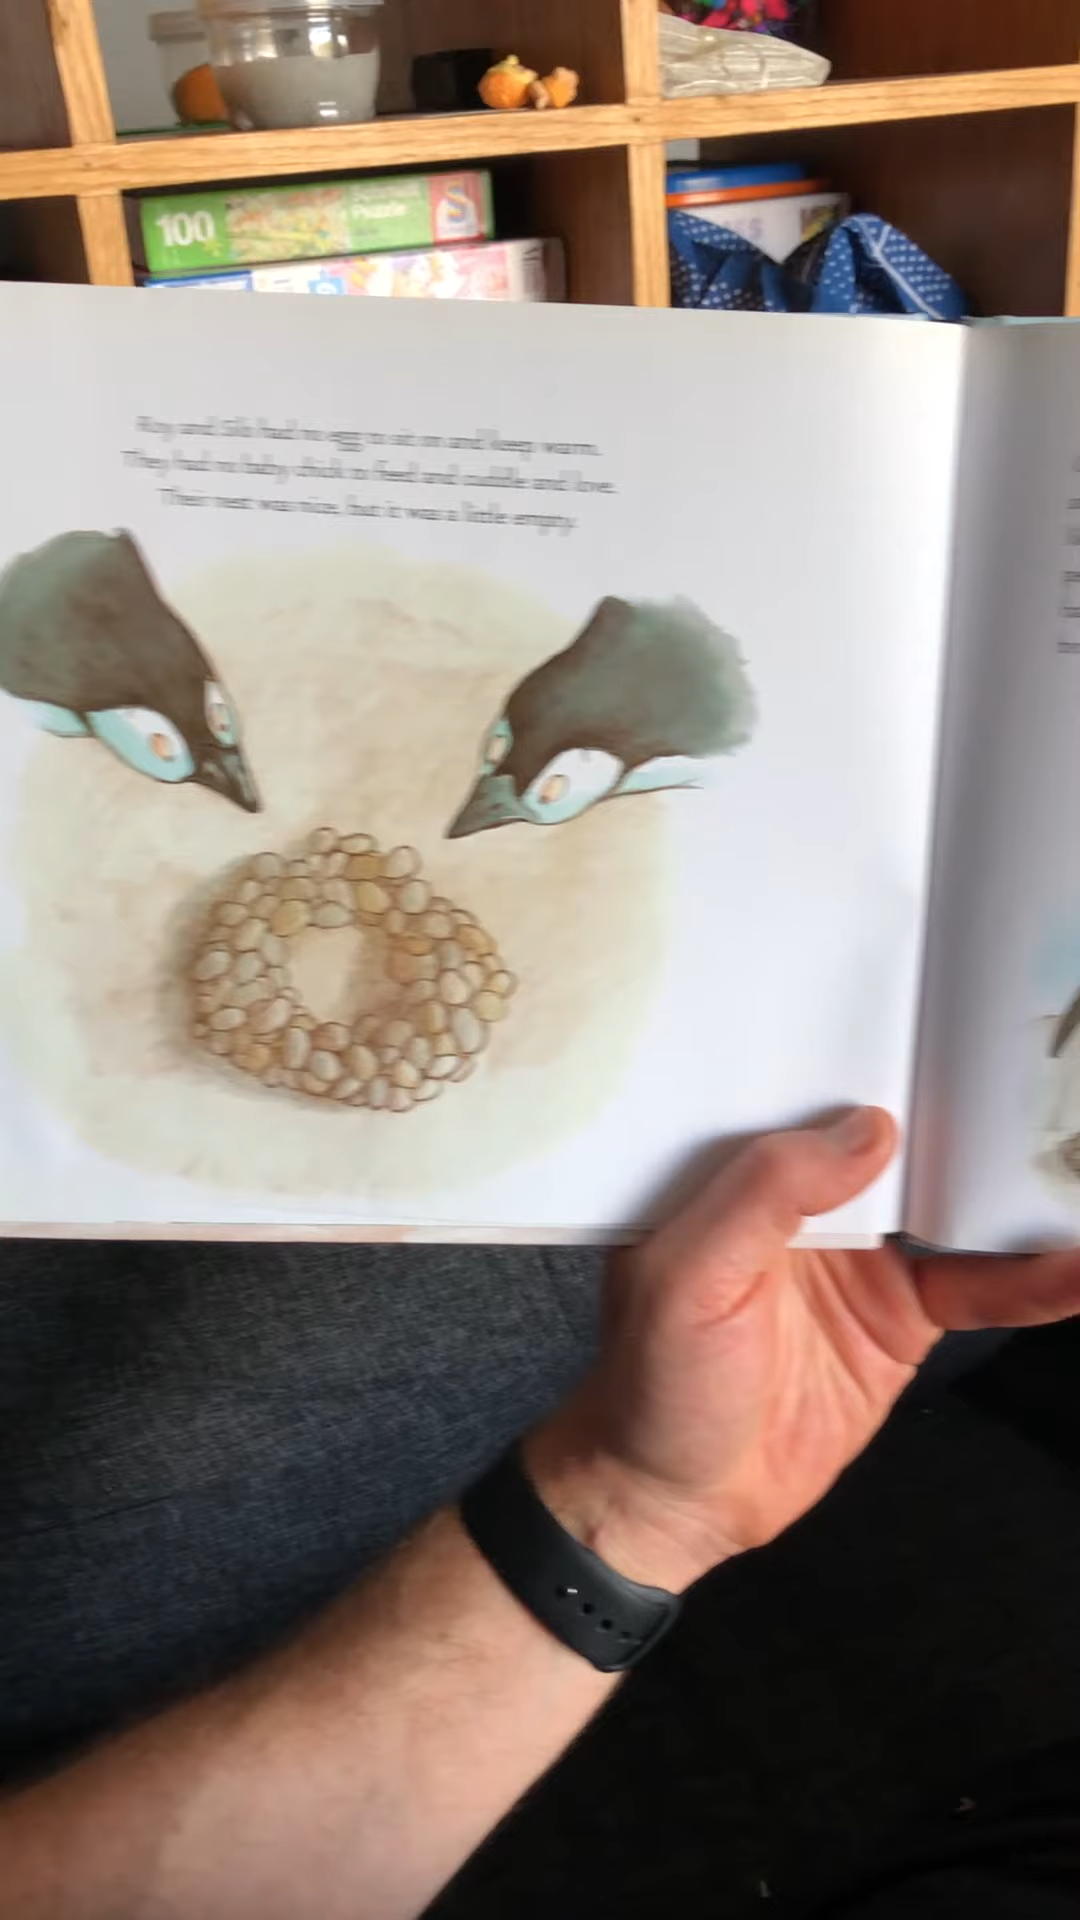 100
Puzzle
S
Roy and Silo had no egg to sit on and keep warm.
They had no baby chick to feed and cuddle and love.
Their nest was nice, but it was a little empty.